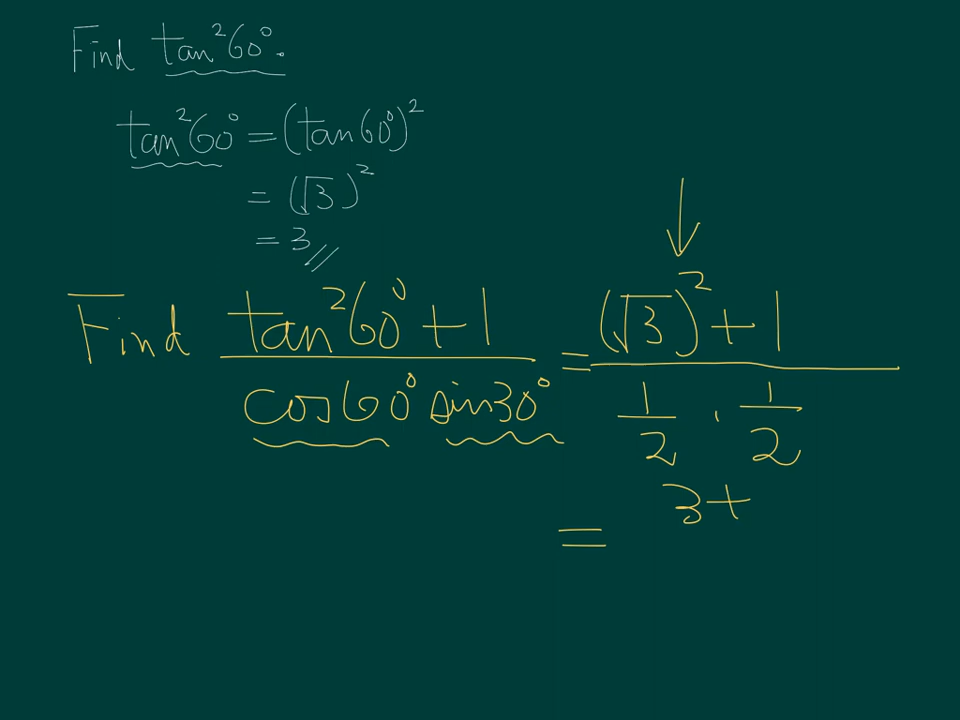 Find tan²60°.
tan²60° = (tan60°)²
= (√3)²
= 3//
Find (tan²60° + 1)/(cos60° sin30°) = ((√3)² + 1)/(1/2 · 1/2)
= 3+